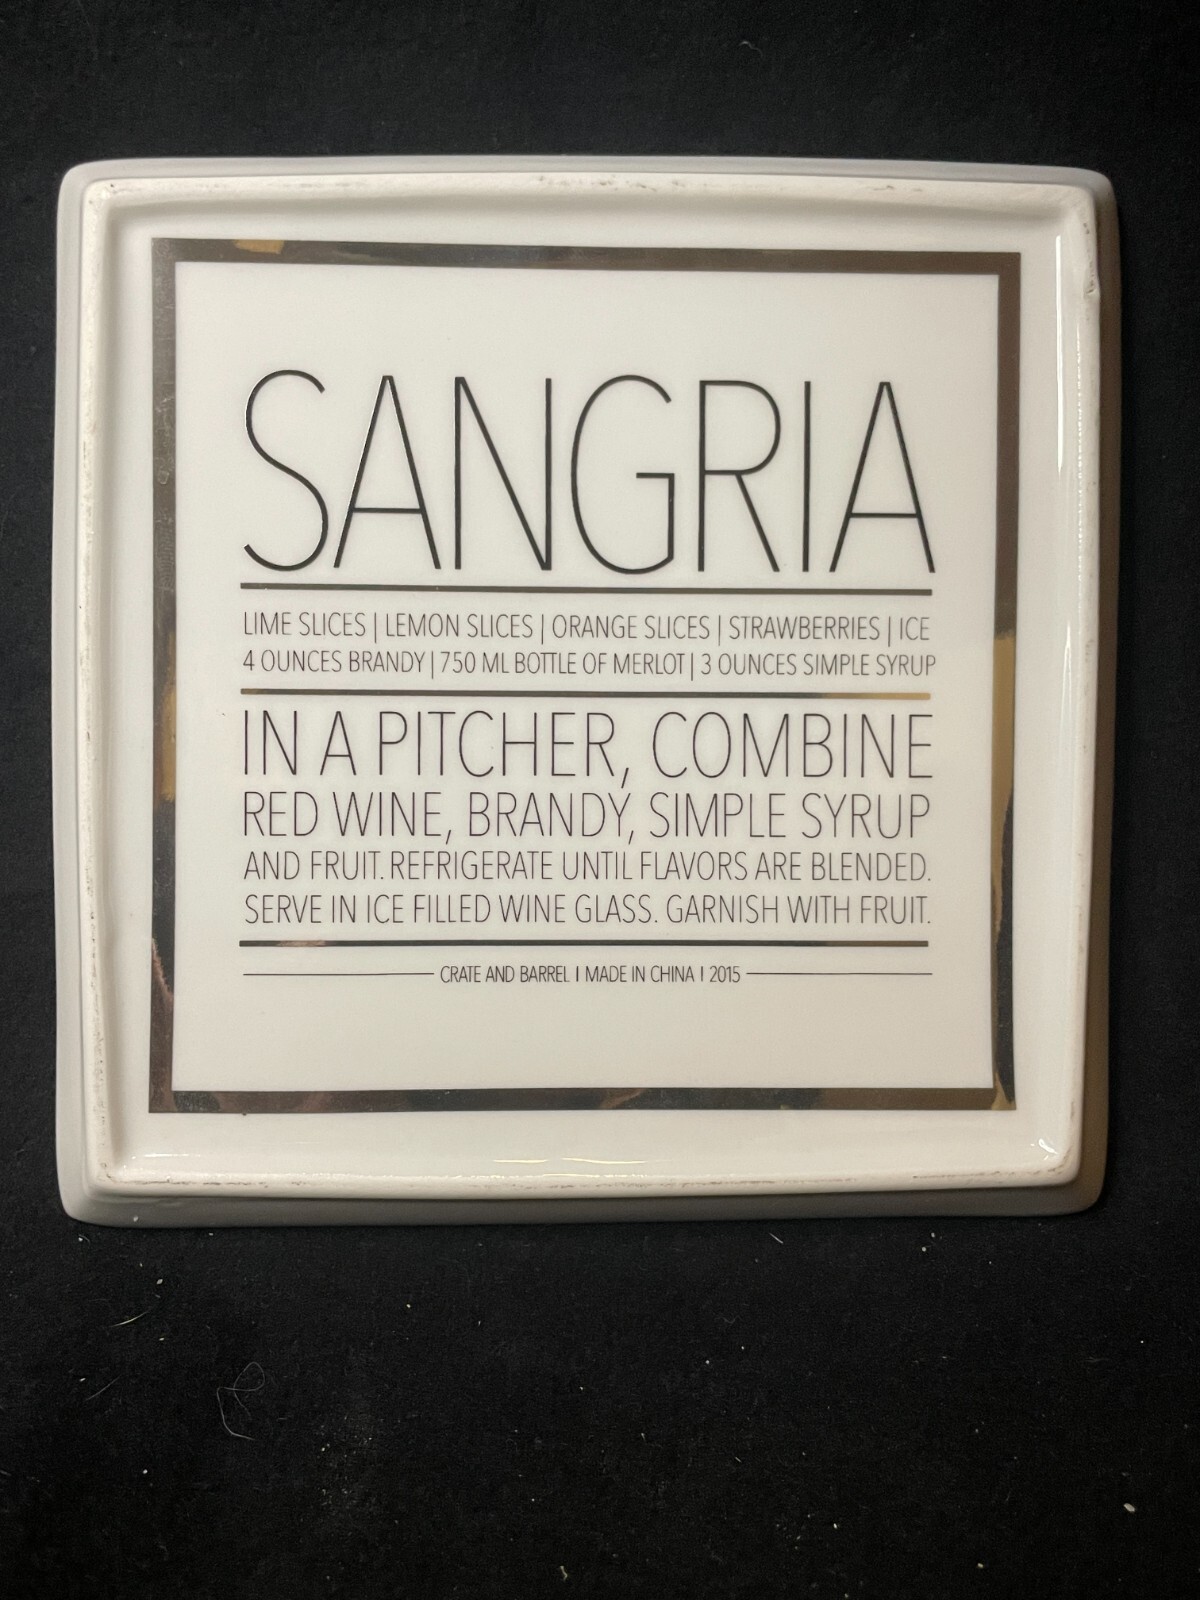 SANGRIA
LIME SLICES | LEMON SLICES | ORANGE SLICES | STRAWBERRIES | ICE
4 OUNCES BRANDY | 750 ML BOTTLE OF MERLOT | 3 OUNCES SIMPLE SYRUP
IN A PITCHER, COMBINE
RED WINE, BRANDY, SIMPLE SYRUP
AND FRUIT. REFRIGERATE UNTIL FLAVORS ARE BLENDED.
SERVE IN ICE FILLED WINE GLASS. GARNISH WITH FRUIT.
CRATE AND BARREL I MADE IN CHINA I 2015